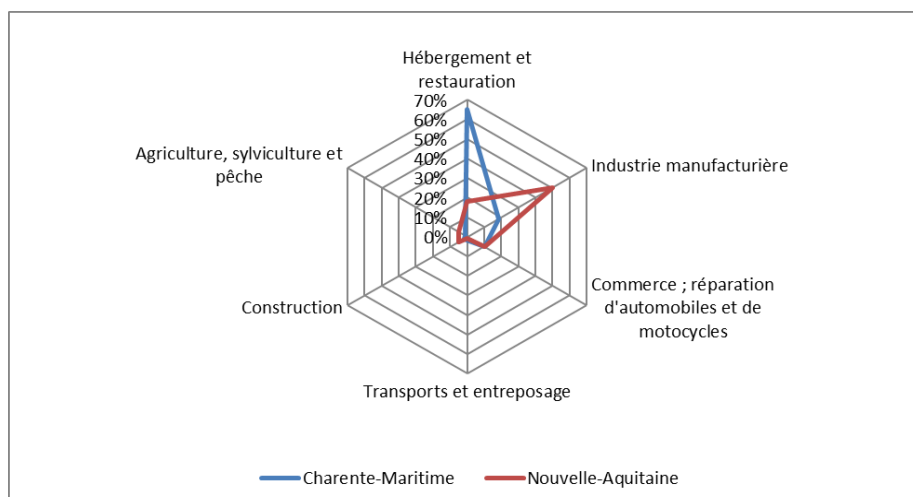 Hébergement et
restauration
70%
60%
50%
40%
30%
20%
10%
0%
Industrie manufacturière
Commerce ; réparation
d'automobiles et de
motocycles
Transports et entreposage
Construction
Agriculture, sylviculture et
pêche
Charente-Maritime
Nouvelle-Aquitaine